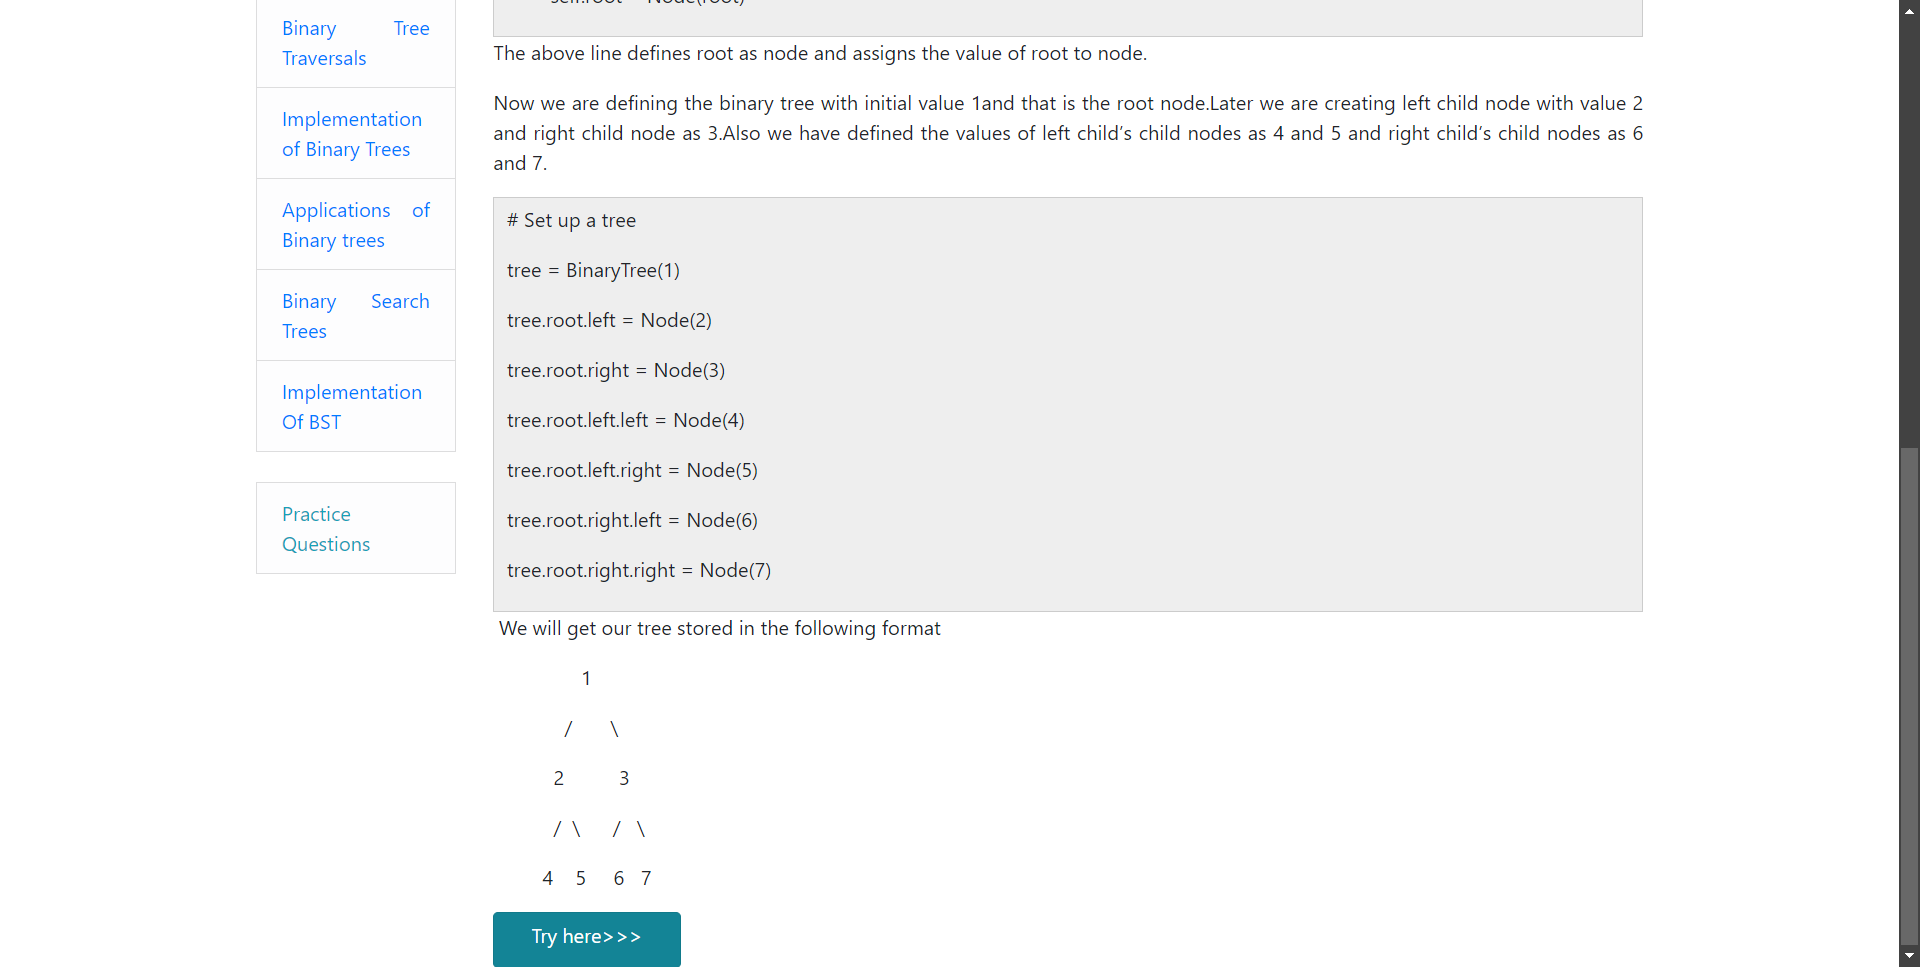 Binary Tree
Traversals
Implementation
of Binary Trees
Applications of
Binary trees
Binary Search
Trees
Implementation
Of BST
Practice
Questions
self.root = Node(root)
The above line defines root as node and assigns the value of root to node.
Now we are defining the binary tree with initial value 1and that is the root node.Later we are creating left child node with value 2
and right child node as 3.Also we have defined the values of left child’s child nodes as 4 and 5 and right child’s child nodes as 6
and 7.
# Set up a tree
tree = BinaryTree(1)
tree.root.left = Node(2)
tree.root.right = Node(3)
tree.root.left.left = Node(4)
tree.root.left.right = Node(5)
tree.root.right.left = Node(6)
tree.root.right.right = Node(7)
We will get our tree stored in the following format
1
/ \
2 3
/ \ / \
4 5 6 7
Try here>>>